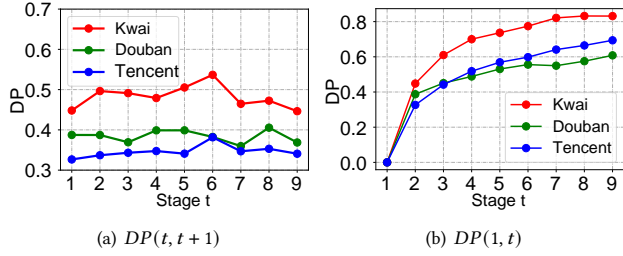 0.7
0.6
0.5
0.4
0.3
DP
Kwai
Douban
Tencent
1 2 3 4 5 6 7 8 9
Stage t
(a) DP(t, t + 1)
0.8
0.6
0.4
0.2
0.0
DP
Kwai
Douban
Tencent
1 2 3 4 5 6 7 8 9
Stage t
(b) DP(1, t)